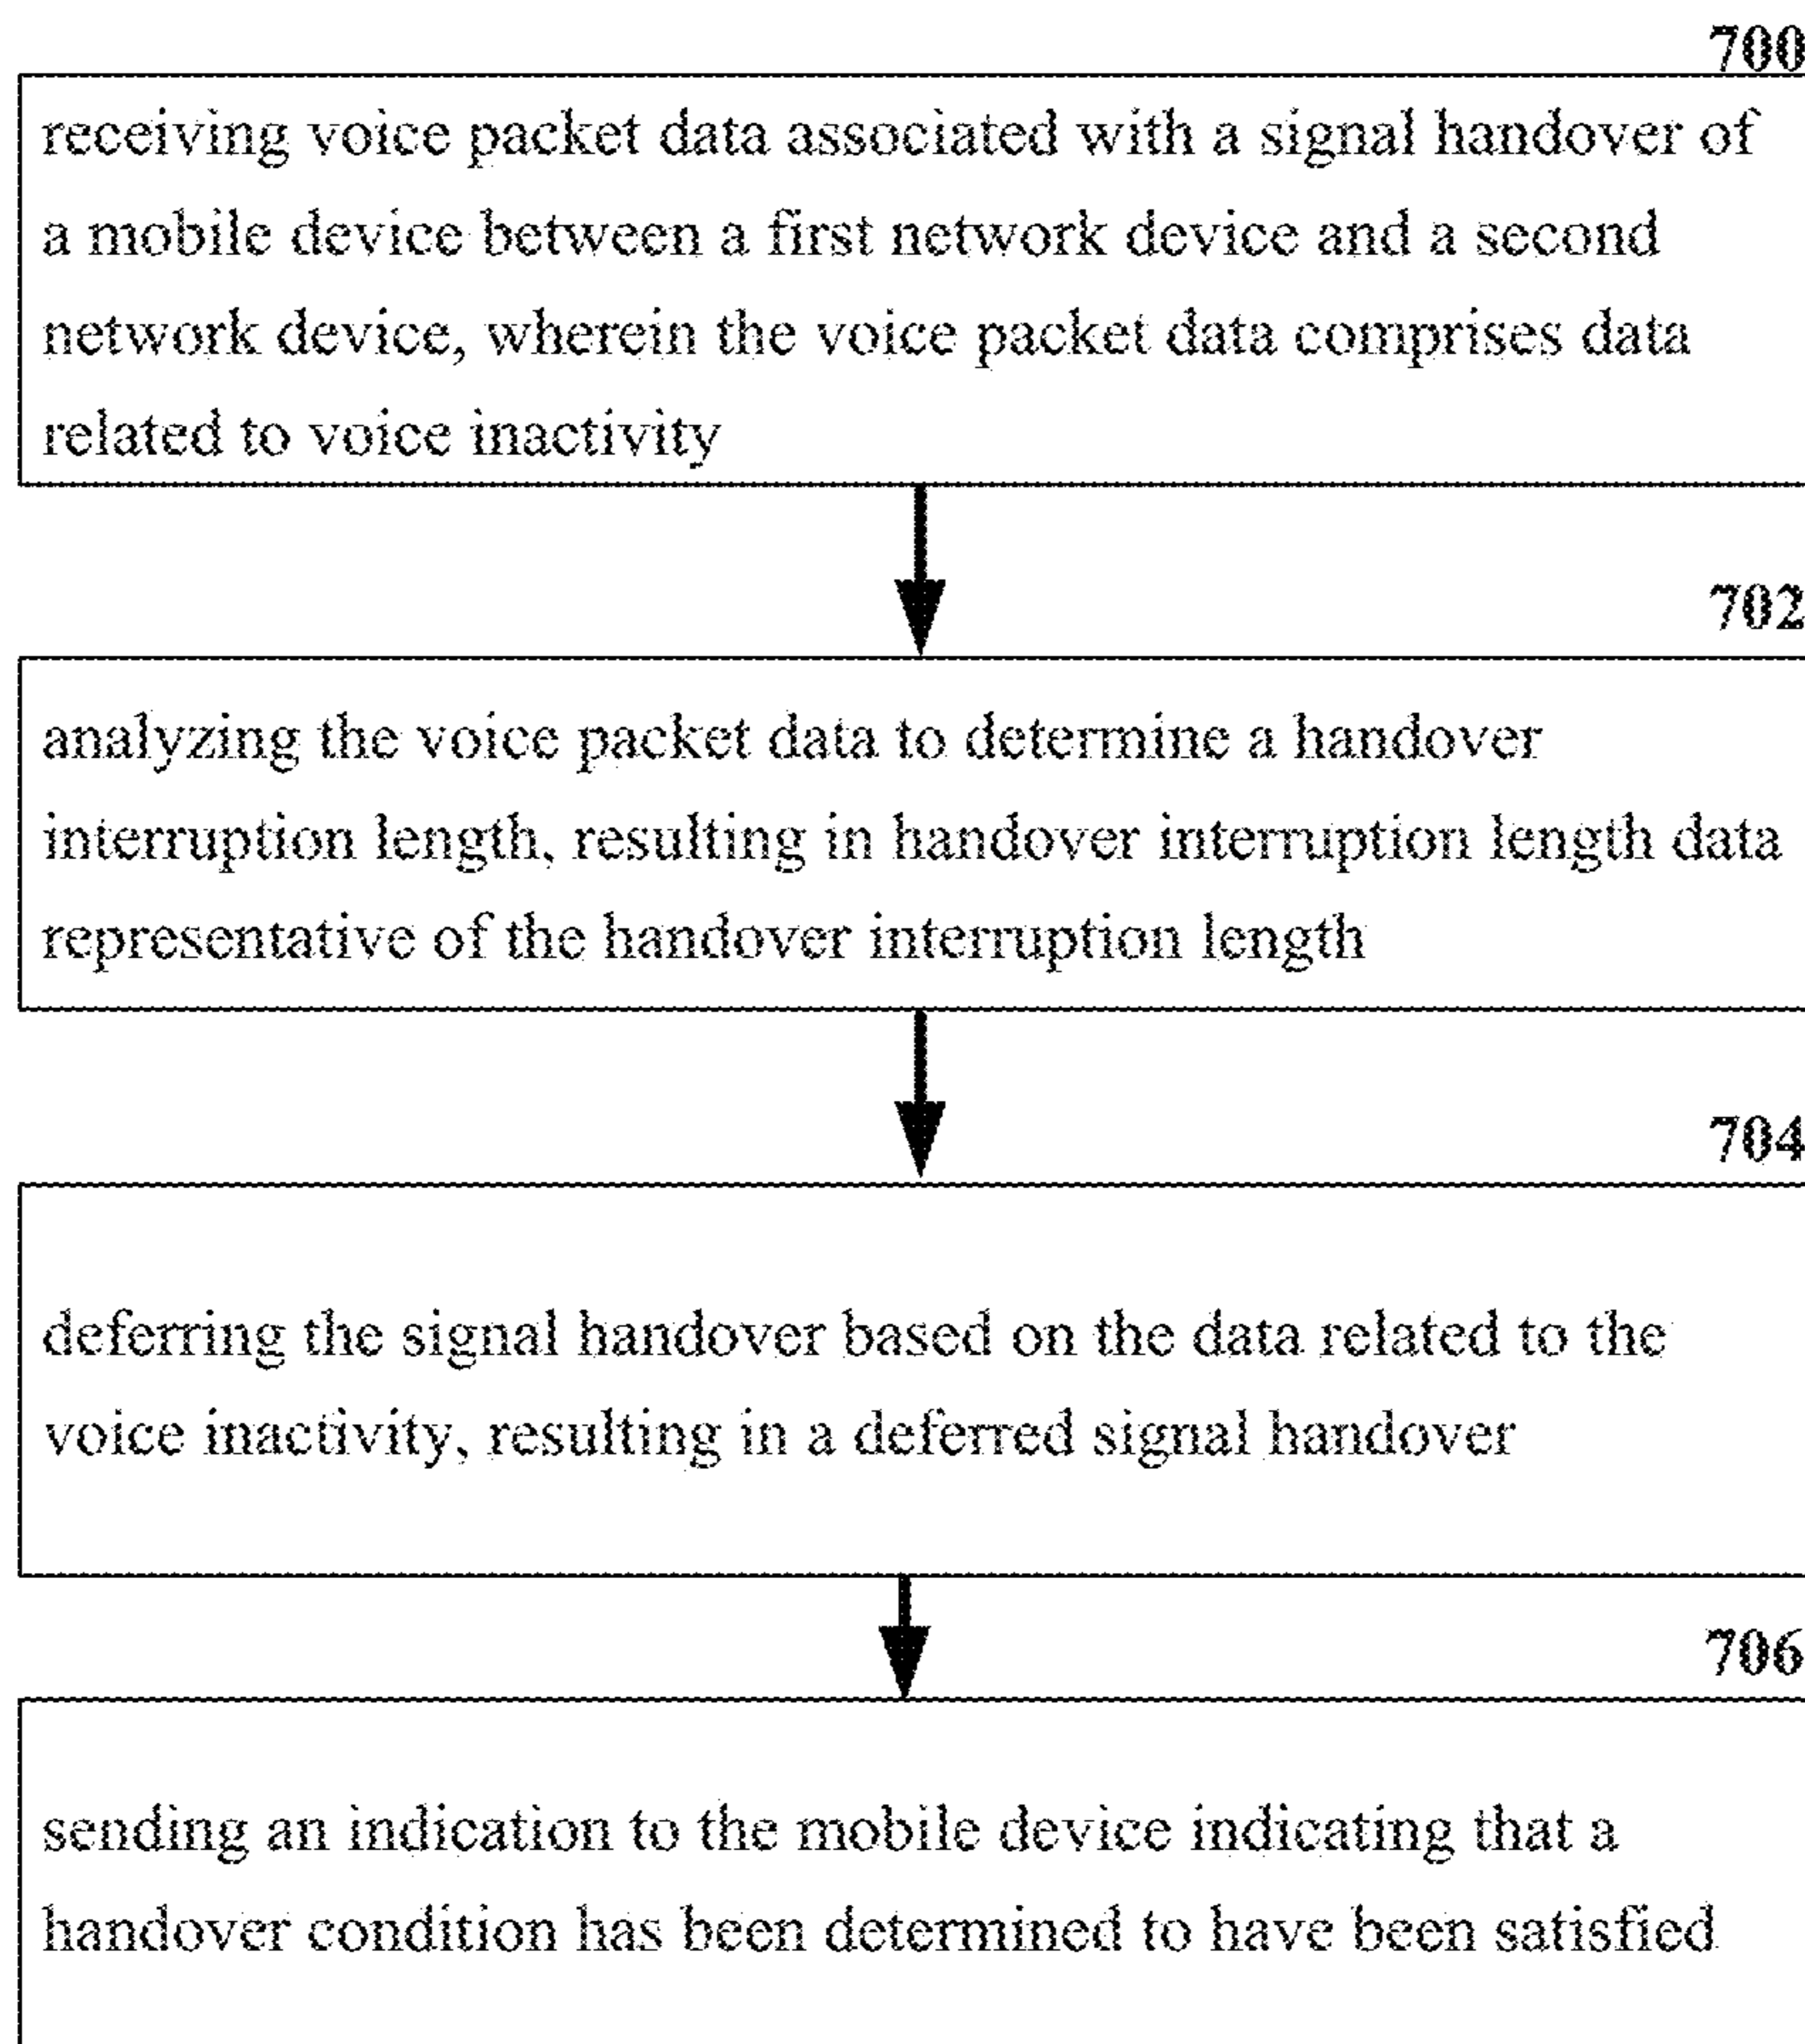 700
receiving voice packet data associated with a signal handover of
a mobile device between a first network device and a second
network device, wherein the voice packet data comprises data
related to voice inactivity
702
analyzing the voice packet data to determine a handover
interruption length, resulting in handover interruption length data
representative of the handover interruption length
704
deferring the signal handover based on the data related to the
voice inactivity, resulting in a deferred signal handover
706
sending an indication to the mobile device indicating that a
handover condition has been determined to have been satisfied